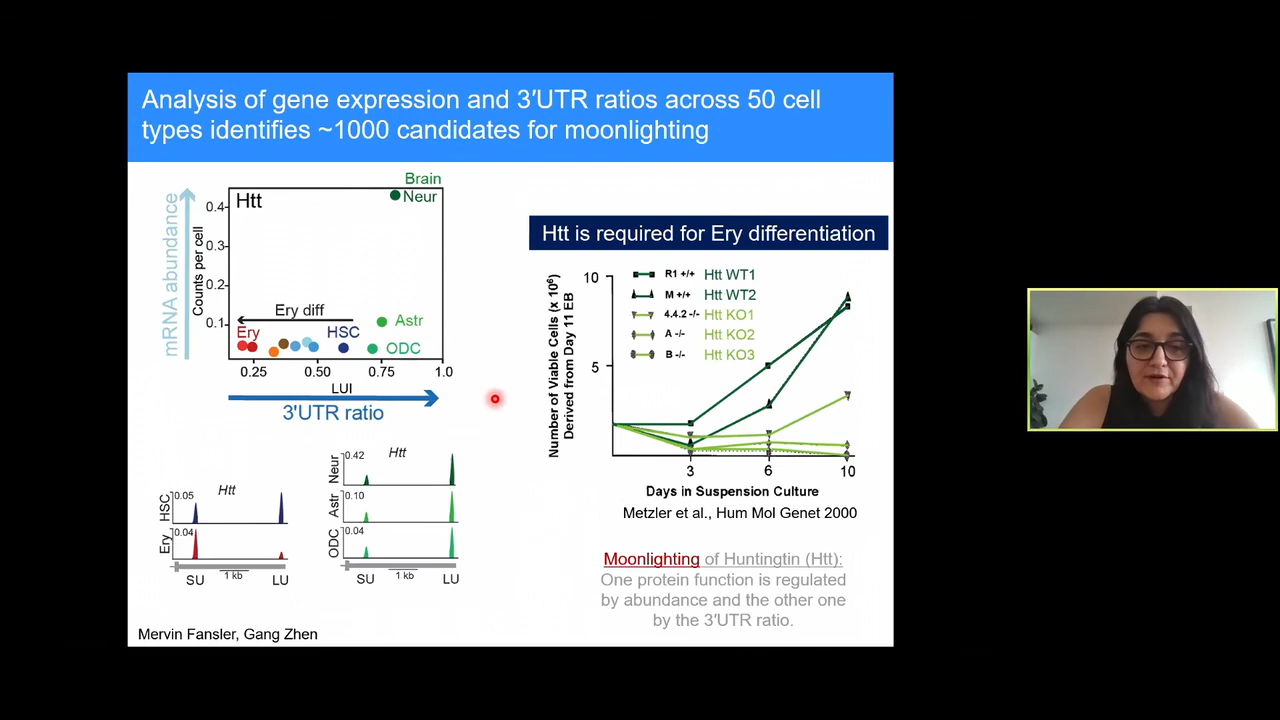 Analysis of gene expression and 3′UTR ratios across 50 cell
types identifies ~1000 candidates for moonlighting
mRNA abundance
Counts per cell
Htt
Brain
Neur
0.4
0.3
0.2
0.1
Ery diff
Ery
HSC
Astr
ODC
0.25
0.50
0.75
1.0
LUI
3′UTR ratio
Htt
HSC
0.05
Ery
0.04
SU
1 kb
LU
Htt
Neur
0.42
Astr
0.10
ODC
0.04
SU
1 kb
LU
Mervin Fansler, Gang Zhen
Htt is required for Ery differentiation
Number of Viable Cells (x 10⁶)
Derived from Day 11 EB
10
5
R1 +/+ Htt WT1
M +/+ Htt WT2
4.4.2 -/- Htt KO1
A -/- Htt KO2
B -/- Htt KO3
3
6
10
Days in Suspension Culture
Metzler et al., Hum Mol Genet 2000
Moonlighting of Huntingtin (Htt):
One protein function is regulated
by abundance and the other one
by the 3′UTR ratio.